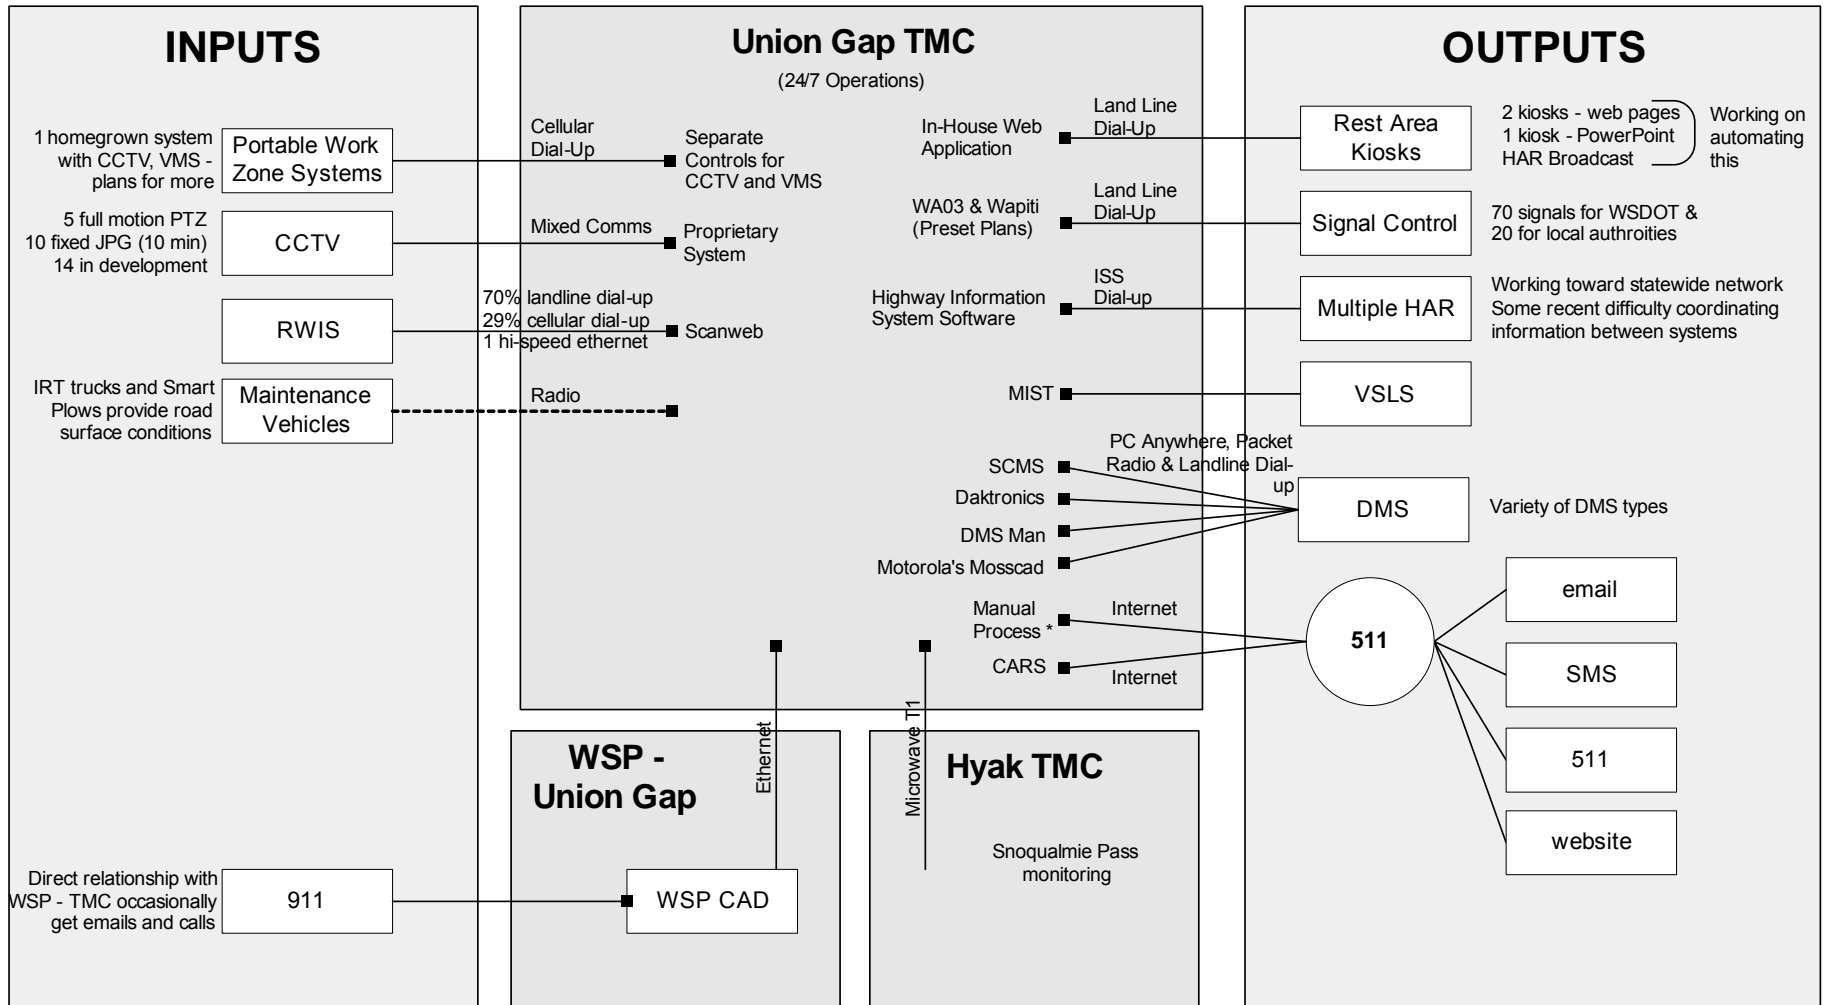 INPUTS
1 homegrown system
with CCTV, VMS -
plans for more
Portable Work
Zone Systems
5 full motion PTZ
10 fixed JPG (10 min)
14 in development
CCTV
RWIS
IRT trucks and Smart
Plows provide road
surface conditions
Maintenance
Vehicles
Direct relationship with
WSP - TMC occasionally
get emails and calls
911
Union Gap TMC
(24/7 Operations)
Cellular
Dial-Up
Separate
Controls for
CCTV and VMS
Mixed Comms
Proprietary
System
70% landline dial-up
29% cellular dial-up
1 hi-speed ethernet
Scanweb
Radio
In-House Web
Application
Land Line
Dial-Up
WA03 & Wapiti
(Preset Plans)
Land Line
Dial-Up
Highway Information
System Software
ISS
Dial-up
MIST
PC Anywhere, Packet
Radio & Landline Dial-
up
SCMS
Daktronics
DMS Man
Motorola's Mosscad
Manual
Process *
Internet
CARS
Internet
Ethernet
Microwave T1
WSP -
Union Gap
WSP CAD
Hyak TMC
Snoqualmie Pass
monitoring
OUTPUTS
Rest Area
Kiosks
2 kiosks - web pages
1 kiosk - PowerPoint
HAR Broadcast
Working on
automating
this
Signal Control
70 signals for WSDOT &
20 for local authroities
Multiple HAR
Working toward statewide network
Some recent difficulty coordinating
information between systems
VSLS
DMS
Variety of DMS types
511
email
SMS
511
website